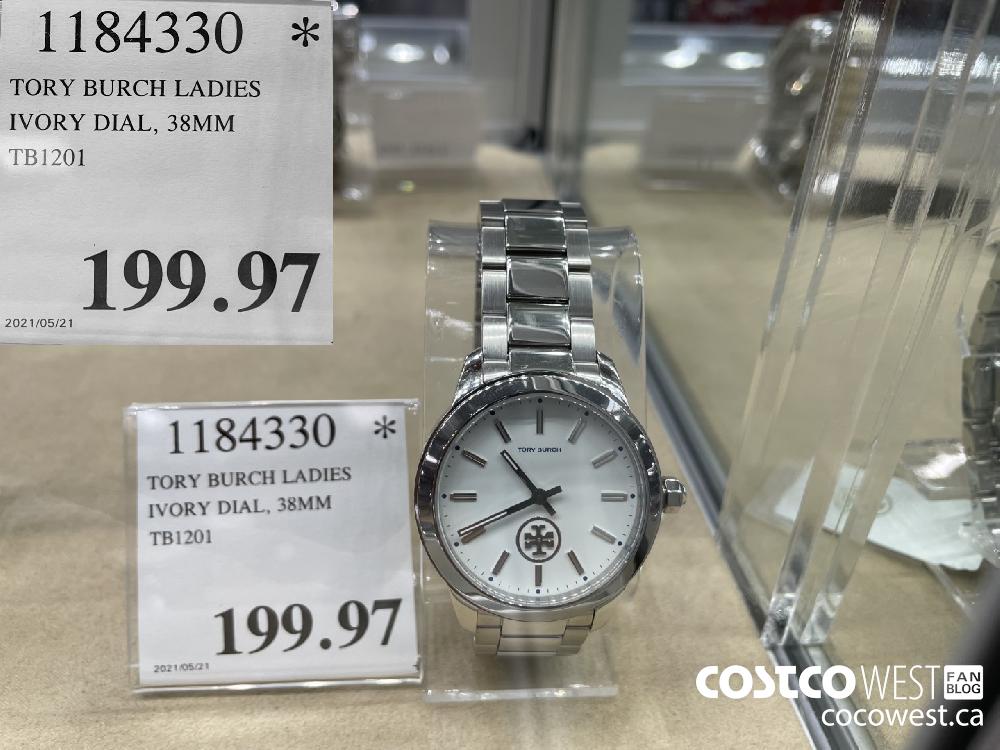 1184330 *
TORY BURCH LADIES
IVORY DIAL, 38MM
TB1201
199.97
2021/05/21
1184330 *
TORY BURCH LADIES
IVORY DIAL, 38MM
TB1201
199.97
2021/05/21
TORY BURCH
COSTCO WEST FAN BLOG
cocowest.ca